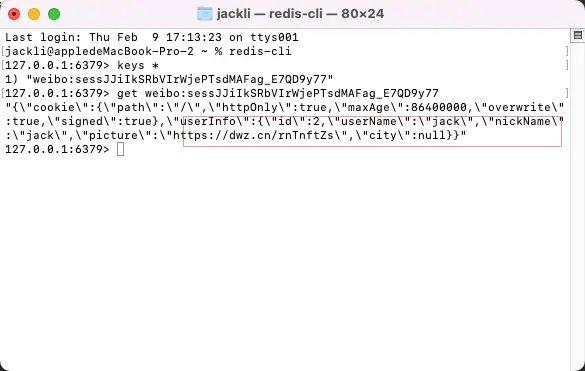 jackli — redis-cli — 80×24
Last login: Thu Feb  9 17:13:23 on ttys001
[jackli@appledeMacBook-Pro-2 ~ % redis-cli ]
[127.0.0.1:6379> keys * ]
1) "weibo:sessJJiIkSRbVIrWjePTsdMAFag_E7QD9y77"
[127.0.0.1:6379> get weibo:sessJJiIkSRbVIrWjePTsdMAFag_E7QD9y77 ]
"{\"cookie\":{\"path\":\"/\",\"httpOnly\":true,\"maxAge\":86400000,\"overwrite\"
:true,\"signed\":true},\"userInfo\":{\"id\":2,\"userName\":\"jack\",\"nickName\"
:\"jack\",\"picture\":\"https://dwz.cn/rnTnftZs\",\"city\":null}}"
127.0.0.1:6379>